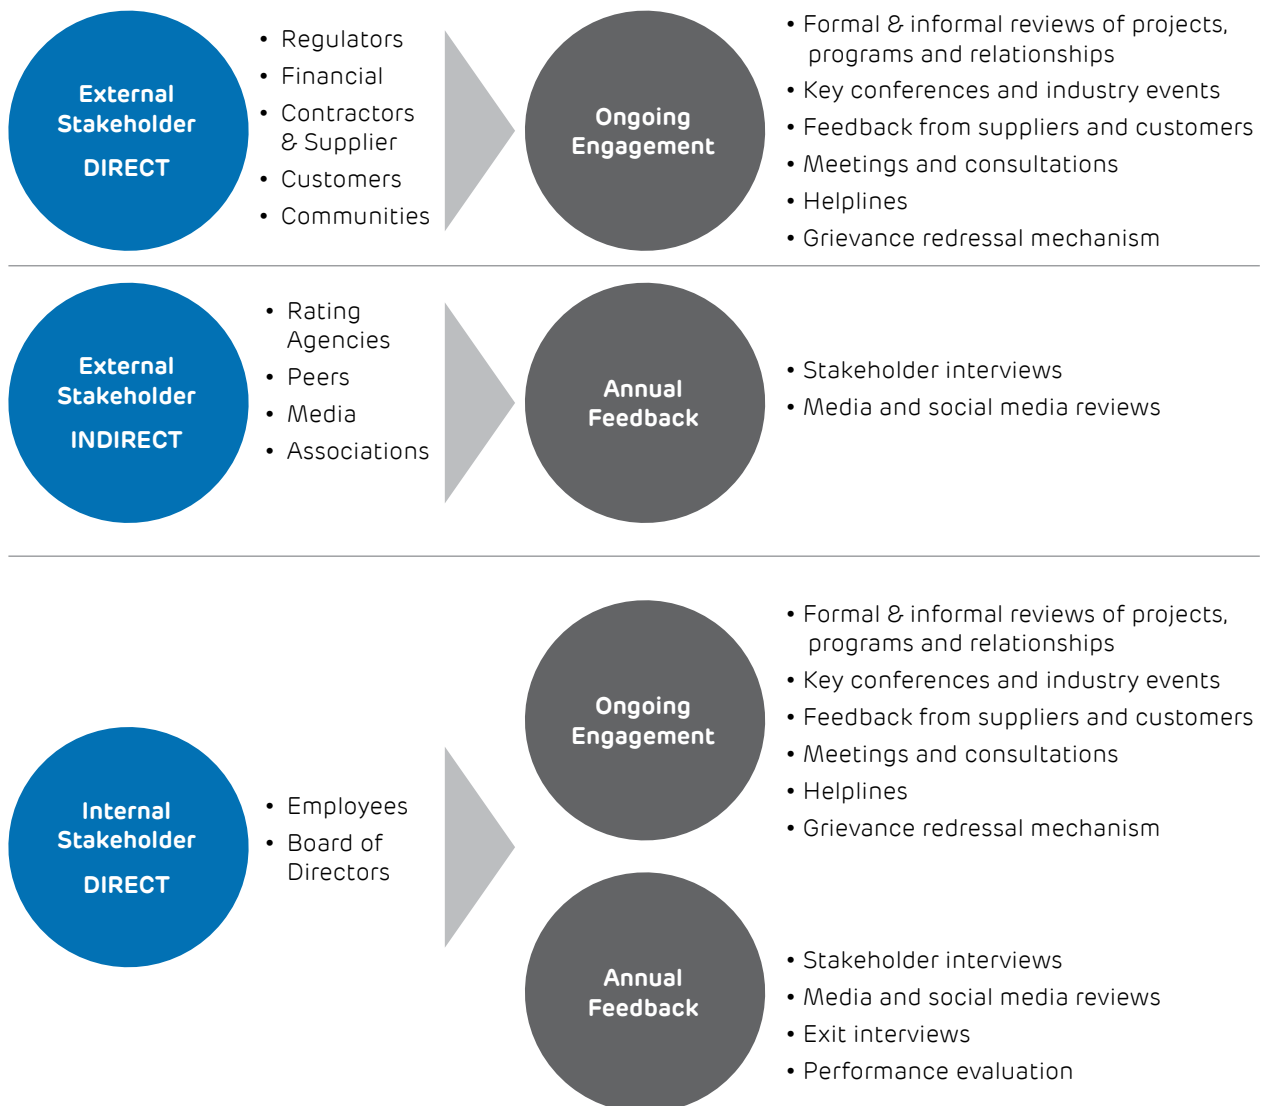 External
Stakeholder
DIRECT
• Regulators
• Financial
• Contractors
& Supplier
• Customers
• Communities
Ongoing
Engagement
• Formal & informal reviews of projects,
programs and relationships
• Key conferences and industry events
• Feedback from suppliers and customers
• Meetings and consultations
• Helplines
• Grievance redressal mechanism
External
Stakeholder
INDIRECT
• Rating
Agencies
• Peers
• Media
• Associations
Annual
Feedback
• Stakeholder interviews
• Media and social media reviews
Internal
Stakeholder
DIRECT
• Employees
• Board of
Directors
Ongoing
Engagement
• Formal & informal reviews of projects,
programs and relationships
• Key conferences and industry events
• Feedback from suppliers and customers
• Meetings and consultations
• Helplines
• Grievance redressal mechanism
Annual
Feedback
• Stakeholder interviews
• Media and social media reviews
• Exit interviews
• Performance evaluation